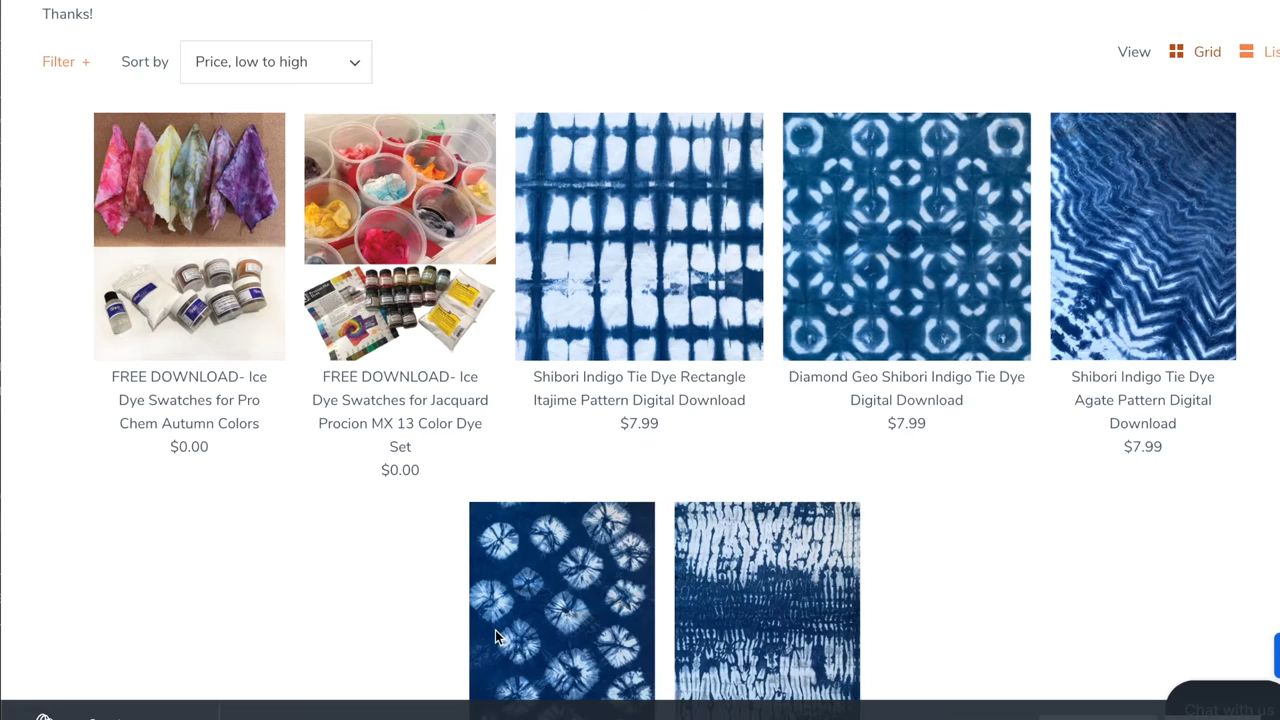 Thanks!
Filter +
Sort by
Price, low to high
View
Grid
FREE DOWNLOAD- Ice
Dye Swatches for Pro
Chem Autumn Colors
$0.00
FREE DOWNLOAD- Ice
Dye Swatches for Jacquard
Procion MX 13 Color Dye
Set
$0.00
Shibori Indigo Tie Dye Rectangle
Itajime Pattern Digital Download
$7.99
Diamond Geo Shibori Indigo Tie Dye
Digital Download
$7.99
Shibori Indigo Tie Dye
Agate Pattern Digital
Download
$7.99
Chat with us